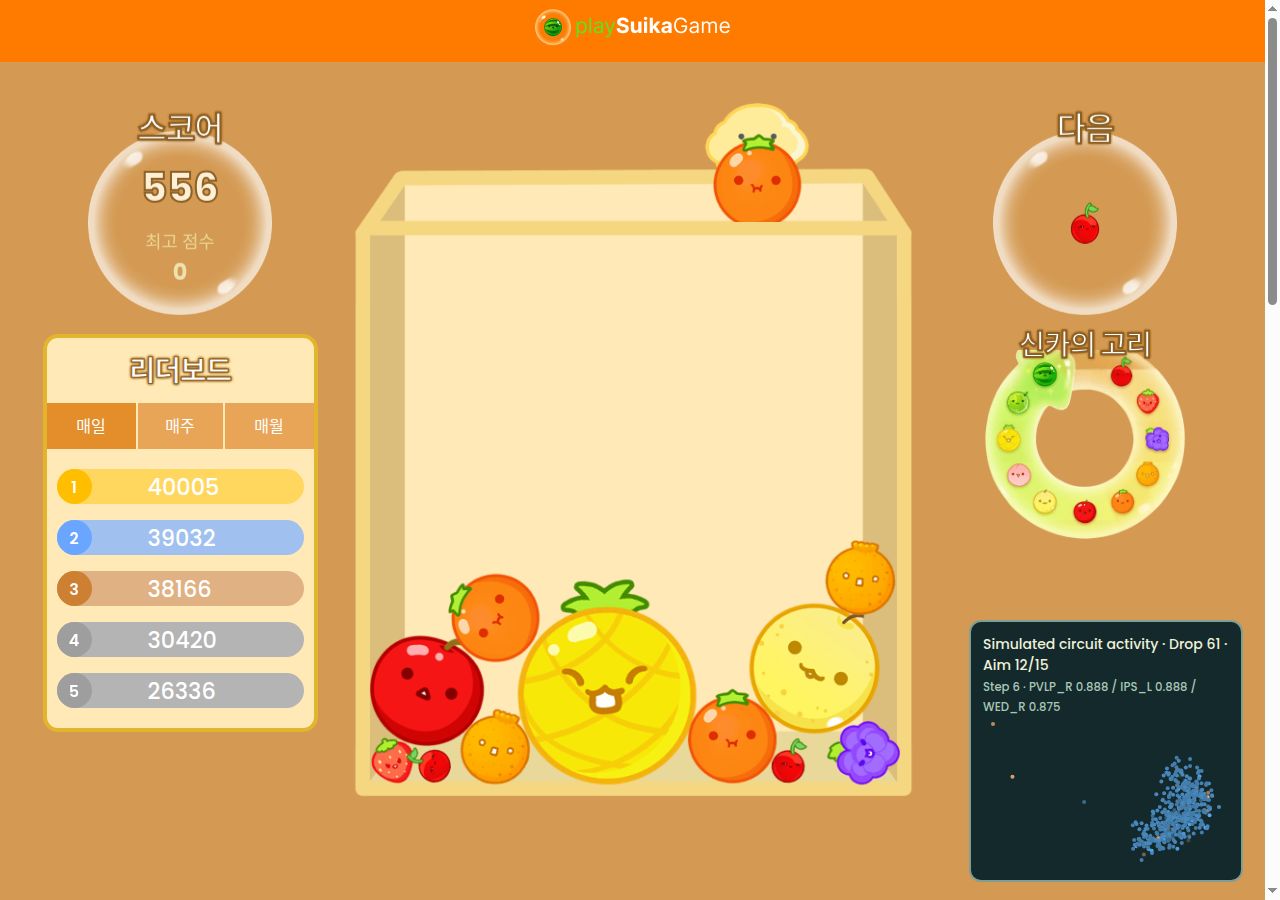 playSuikaGame
스코어
556
최고 점수
0
리더보드
매일
매주
매월
1 40005
2 39032
3 38166
4 30420
5 26336
다음
신카의 고리
Simulated circuit activity · Drop 61 ·
Aim 12/15
Step 6 · PVLP_R 0.888 / IPS_L 0.888 /
WED_R 0.875